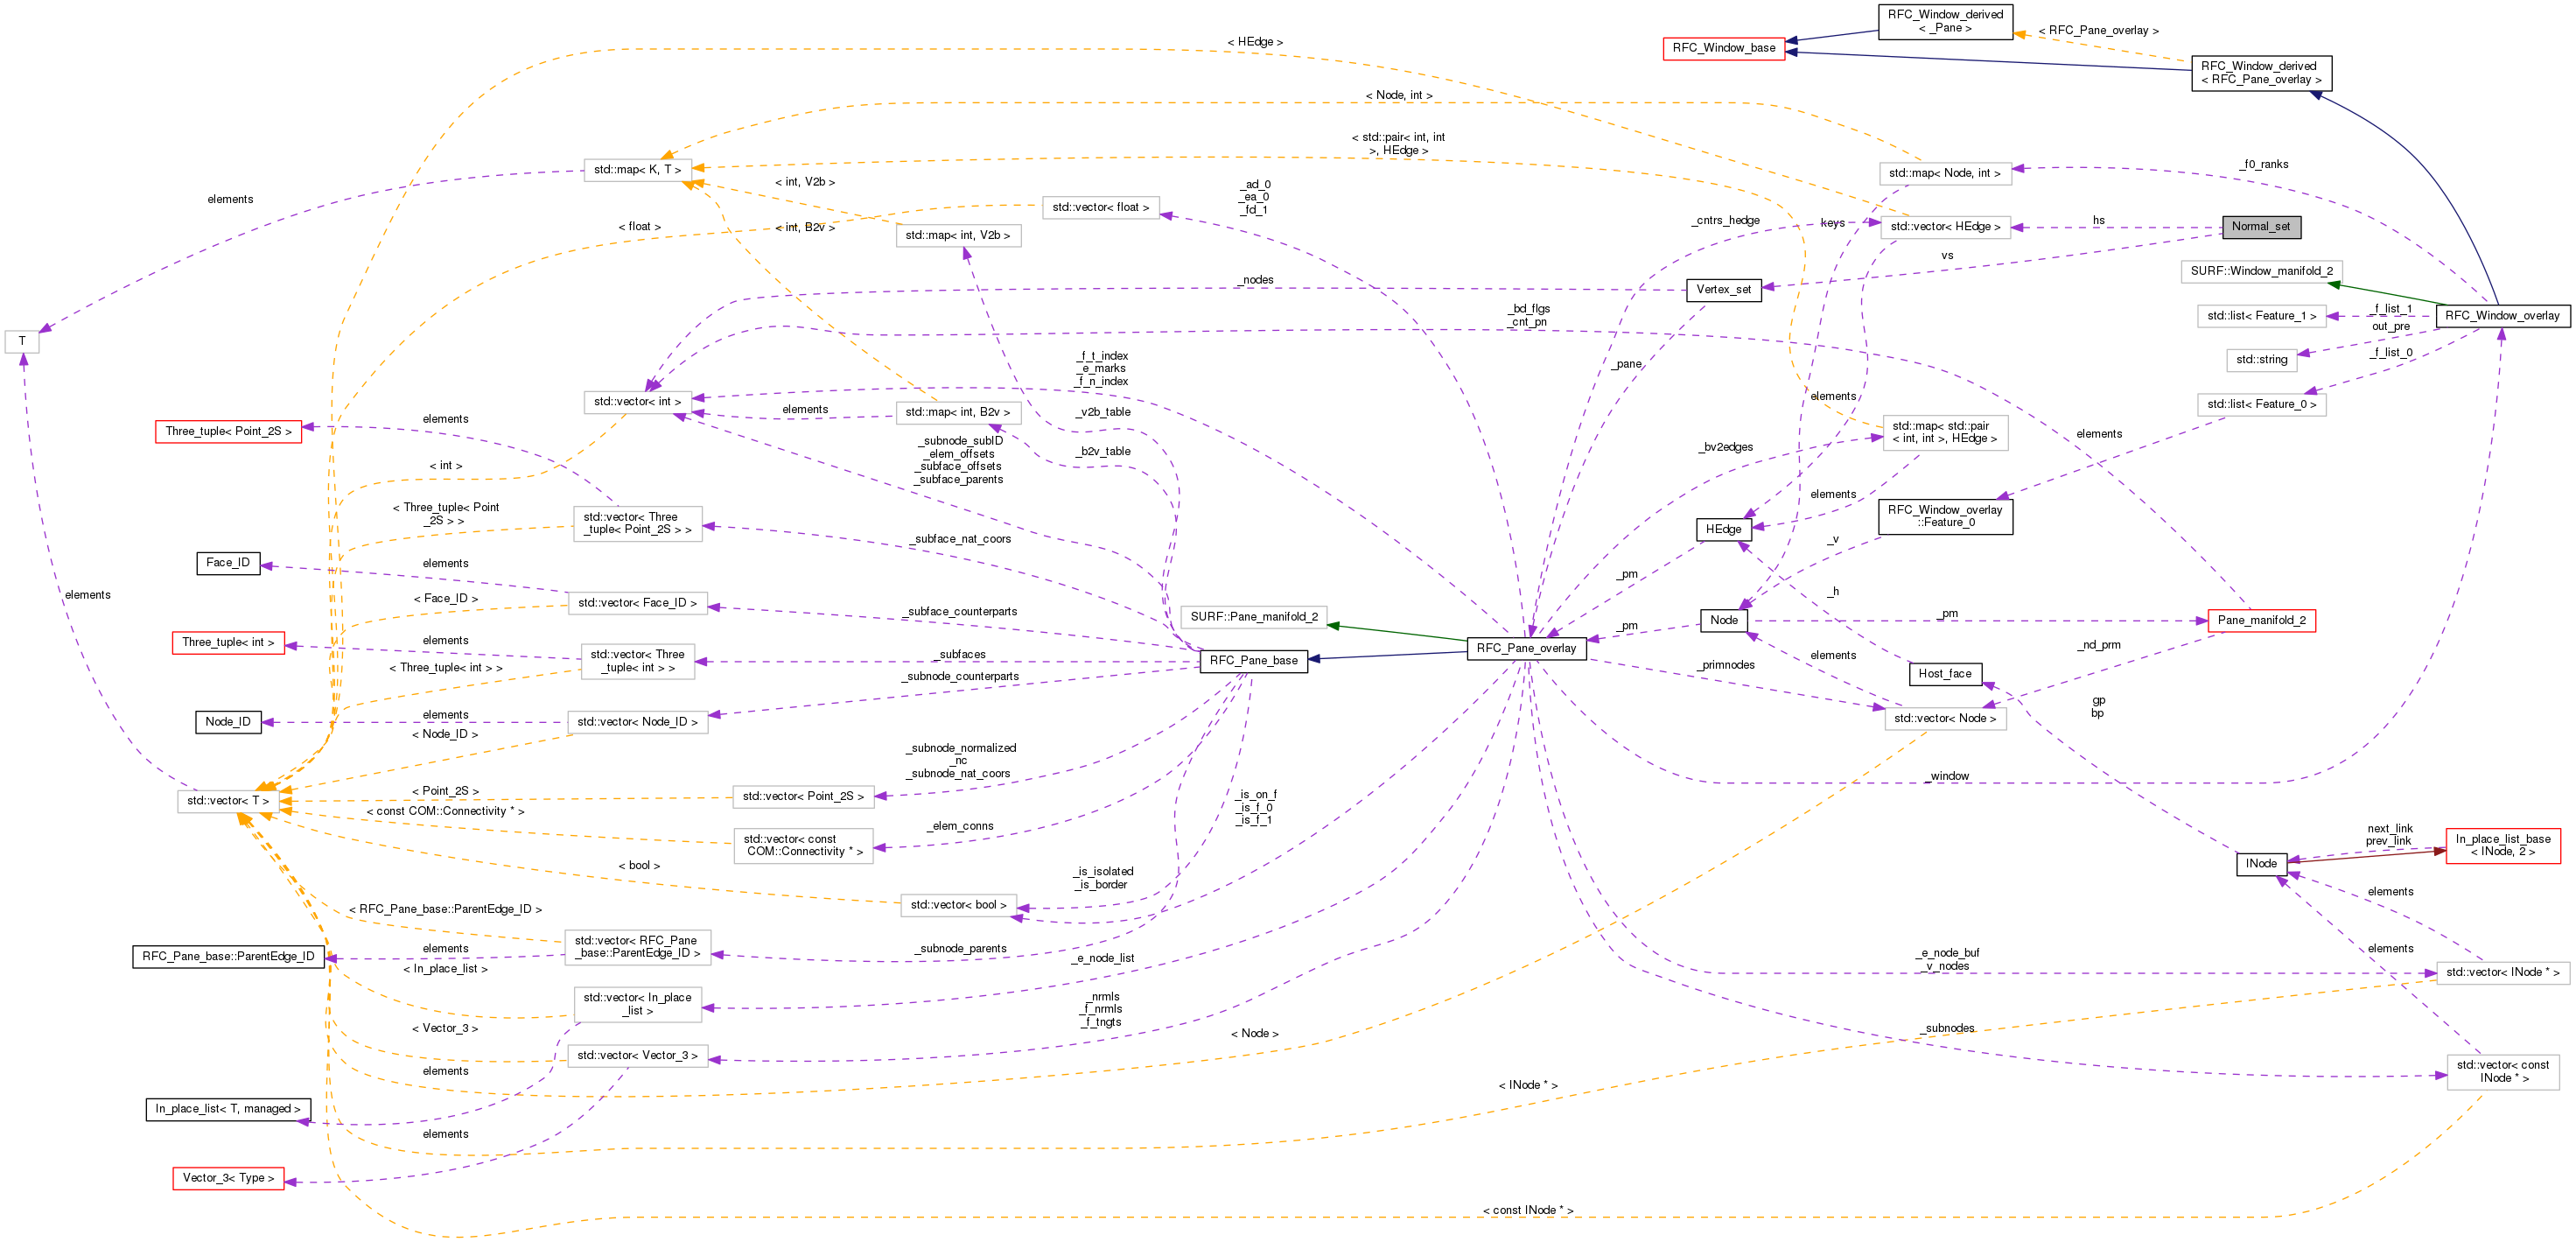 RFC_Window_derived
< _Pane >
< RFC_Pane_overlay >
< HEdge >
RFC_Window_base
RFC_Window_derived
< RFC_Pane_overlay >
< Node, int >
< std::pair< int, int
>, HEdge >
_f0_ranks
std::map< K, T >
std::map< Node, int >
< int, V2b >
_ad_0
_ea_0
_fd_1
elements
std::vector< float >
_cntrs_hedge
keys
hs
std::vector< HEdge >
Normal_set
< float >
< int, B2v >
std::map< int, V2b >
vs
SURF::Window_manifold_2
_nodes
Vertex_set
_bd_flgs
_cnt_pn
_f_list_1
std::list< Feature_1 >
RFC_Window_overlay
out_pre
T
_f_t_index
_e_marks
_f_n_index
_pane
std::string
_f_list_0
std::vector< int >
elements
std::list< Feature_0 >
std::map< int, B2v >
elements
_v2b_table
elements
std::map< std::pair
< int, int >, HEdge >
elements
Three_tuple< Point_2S >
_subnode_subID
_elem_offsets
_subface_offsets
_subface_parents
_b2v_table
_bv2edges
< int >
elements
< Three_tuple< Point
_2S > >
std::vector< Three
_tuple< Point_2S > >
RFC_Window_overlay
::Feature_0
HEdge
_subface_nat_coors
_v
Face_ID
elements
_pm
elements
< Face_ID >
std::vector< Face_ID >
_h
_subface_counterparts
SURF::Pane_manifold_2
Node
_pm
Pane_manifold_2
_pm
Three_tuple< int >
elements
RFC_Pane_overlay
_nd_prm
std::vector< Three
_tuple< int > >
_subfaces
RFC_Pane_base
elements
< Three_tuple< int > >
_primnodes
Host_face
_subnode_counterparts
gp
bp
Node_ID
elements
std::vector< Node_ID >
std::vector< Node >
< Node_ID >
_subnode_normalized
_nc
_subnode_nat_coors
_window
< Point_2S >
std::vector< Point_2S >
std::vector< T >
_is_on_f
_is_f_0
_is_f_1
< const COM::Connectivity * >
_elem_conns
std::vector< const
COM::Connectivity * >
next_link
prev_link
In_place_list_base
< INode, 2 >
INode
< bool >
_is_isolated
_is_border
elements
std::vector< bool >
< RFC_Pane_base::ParentEdge_ID >
RFC_Pane_base::ParentEdge_ID
elements
std::vector< RFC_Pane
_base::ParentEdge_ID >
_subnode_parents
_e_node_list
_e_node_buf
_v_nodes
elements
std::vector< INode * >
< In_place_list >
std::vector< In_place
_list >
_nrmls
_f_nrmls
_f_tngts
< Vector_3 >
< Node >
_subnodes
std::vector< Vector_3 >
elements
std::vector< const
INode * >
< INode * >
In_place_list< T, managed >
elements
Vector_3< Type >
< const INode * >